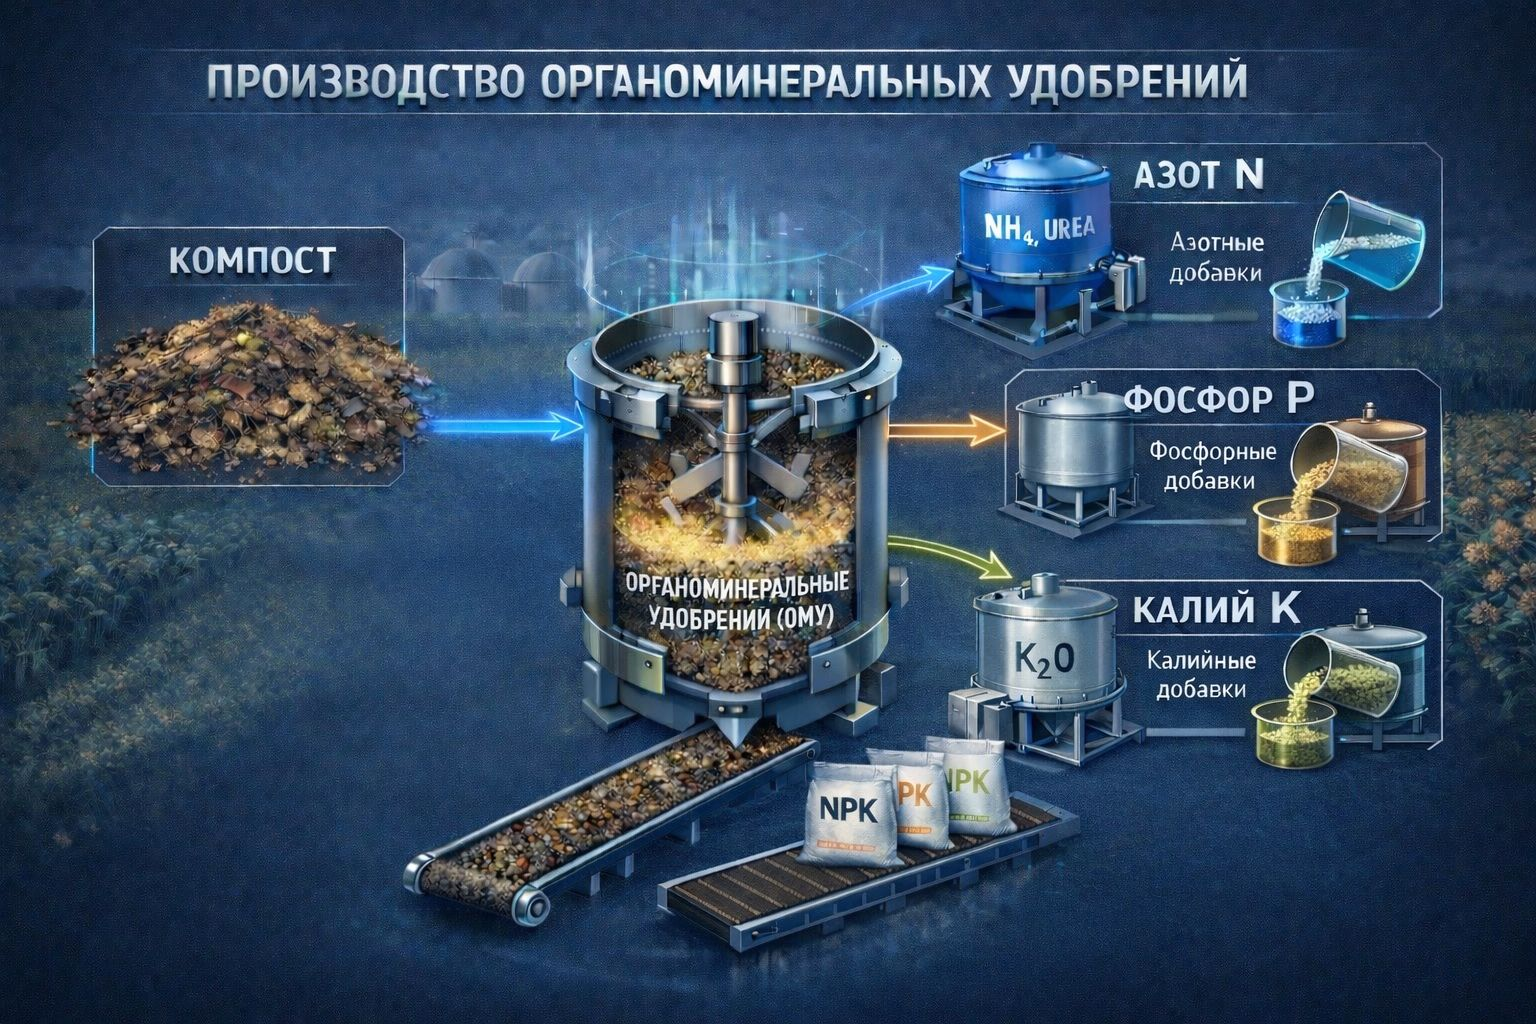 ПРОИЗВОДСТВО ОРГАНОМИНЕРАЛЬНЫХ УДОБРЕНИЙ
КОМПОСТ
NH₄, UREA
АЗОТ N
Азотные
добавки
ФОСФОР P
Фосфорные
добавки
ОРГАНОМИНЕРАЛЬНЫЕ
УДОБРЕНИИ (ОМУ)
K₂O
КАЛИЙ K
Калийные
добавки
NPK
PK
NPK